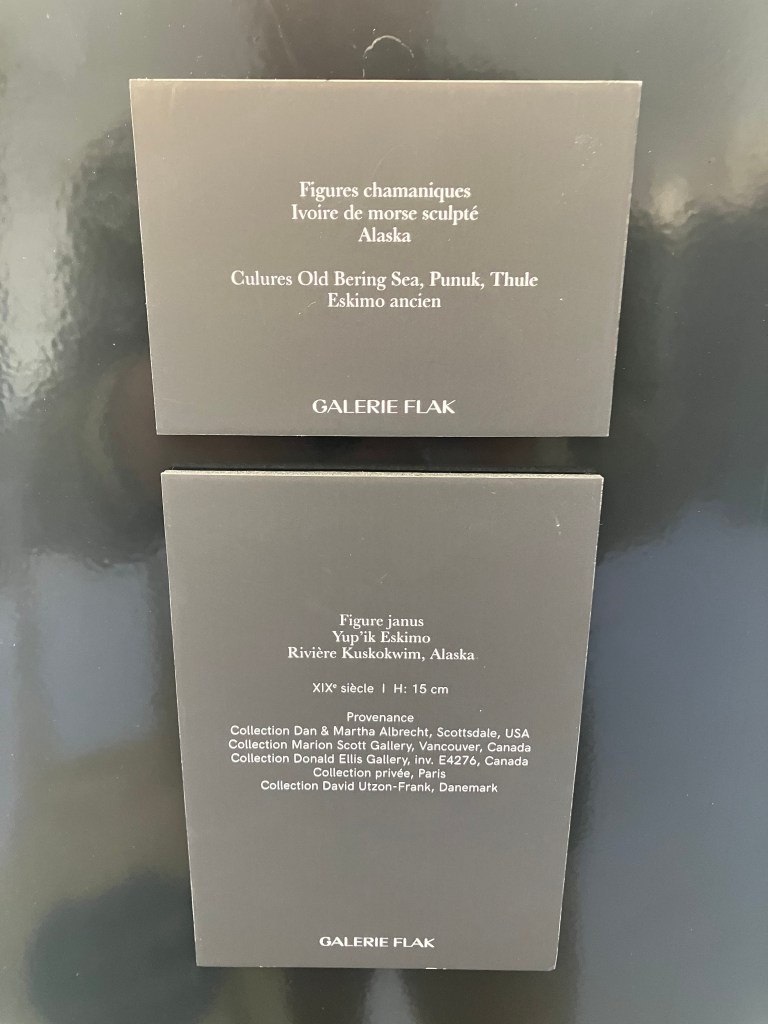 Figures chamaniques
Ivoire de morse sculpté
Alaska
Culures Old Bering Sea, Punuk, Thule
Eskimo ancien
GALERIE FLAK
Figure janus
Yup'ik Eskimo
Rivière Kuskokwim, Alaska
XIXᵉ siècle | H: 15 cm
Provenance
Collection Dan & Martha Albrecht, Scottsdale, USA
Collection Marion Scott Gallery, Vancouver, Canada
Collection Donald Ellis Gallery, inv. E4276, Canada
Collection privée, Paris
Collection David Utzon-Frank, Danemark
GALERIE FLAK